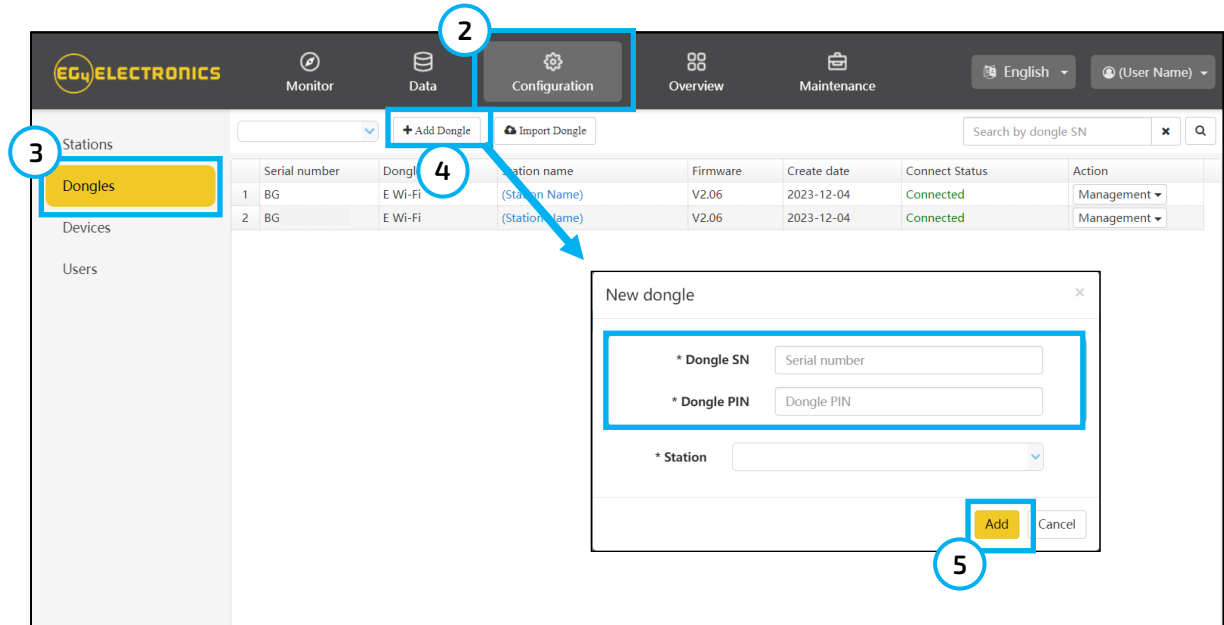 2
EG4 ELECTRONICS
Monitor
Data
Configuration
Overview
Maintenance
English
(User Name)
3
Stations
Dongles
Devices
Users
+ Add Dongle
Import Dongle
Search by dongle SN
4
Serial number Dongl Station name Firmware Create date Connect Status Action
1 BG E Wi-Fi (Station Name) V2.06 2023-12-04 Connected Management
2 BG E Wi-Fi (Station Name) V2.06 2023-12-04 Connected Management
New dongle ×
* Dongle SN Serial number
* Dongle PIN Dongle PIN
* Station
Add Cancel
5